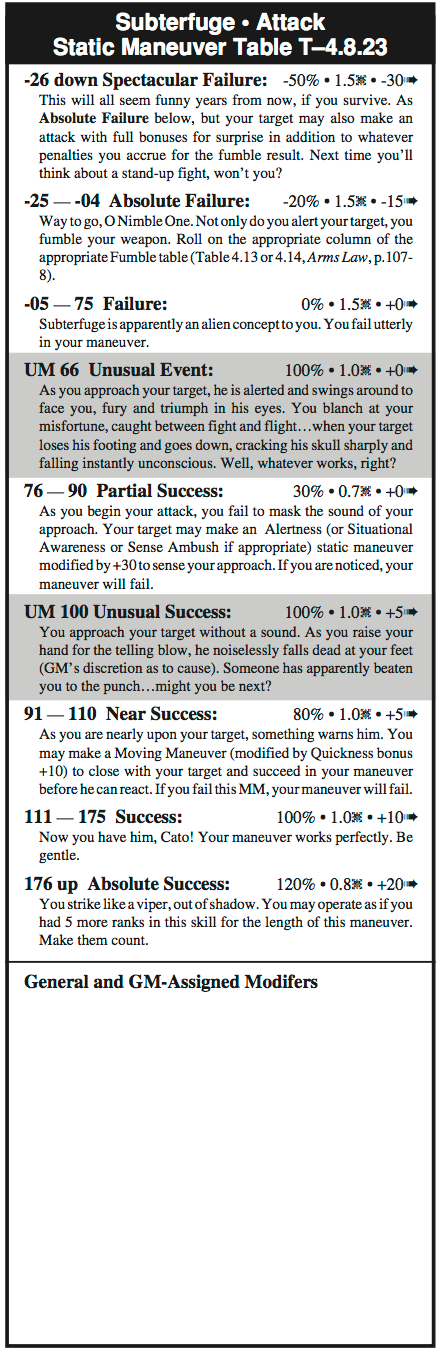 Subterfuge • Attack
Static Maneuver Table T–4.8.23
-26 down Spectacular Failure: -50% • 1.5⁕ • -30➠
This will all seem funny years from now, if you survive. As
Absolute Failure below, but your target may also make an
attack with full bonuses for surprise in addition to whatever
penalties you accrue for the fumble result. Next time you’ll
think about a stand-up fight, won’t you?
-25 — -04 Absolute Failure: -20% • 1.5⁕ • -15➠
Way to go, O Nimble One. Not only do you alert your target, you
fumble your weapon. Roll on the appropriate column of the
appropriate Fumble table (Table 4.13 or 4.14, Arms Law, p.107-
8).
-05 — 75 Failure: 0% • 1.5⁕ • +0➠
Subterfuge is apparently an alien concept to you. You fail utterly
in your maneuver.
UM 66 Unusual Event: 100% • 1.0⁕ • +0➠
As you approach your target, he is alerted and swings around to
face you, fury and triumph in his eyes. You blanch at your
misfortune, caught between fight and flight…when your target
loses his footing and goes down, cracking his skull sharply and
falling instantly unconscious. Well, whatever works, right?
76 — 90 Partial Success: 30% • 0.7⁕ • +0➠
As you begin your attack, you fail to mask the sound of your
approach. Your target may make an Alertness (or Situational
Awareness or Sense Ambush if appropriate) static maneuver
modified by +30 to sense your approach. If you are noticed, your
maneuver will fail.
UM 100 Unusual Success: 100% • 1.0⁕ • +5➠
You approach your target without a sound. As you raise your
hand for the telling blow, he noiselessly falls dead at your feet
(GM’s discretion as to cause). Someone has apparently beaten
you to the punch…might you be next?
91 — 110 Near Success: 80% • 1.0⁕ • +5➠
As you are nearly upon your target, something warns him. You
may make a Moving Maneuver (modified by Quickness bonus
+10) to close with your target and succeed in your maneuver
before he can react. If you fail this MM, your maneuver will fail.
111 — 175 Success: 100% • 1.0⁕ • +10➠
Now you have him, Cato! Your maneuver works perfectly. Be
gentle.
176 up Absolute Success: 120% • 0.8⁕ • +20➠
You strike like a viper, out of shadow. You may operate as if you
had 5 more ranks in this skill for the length of this maneuver.
Make them count.
General and GM-Assigned Modifers